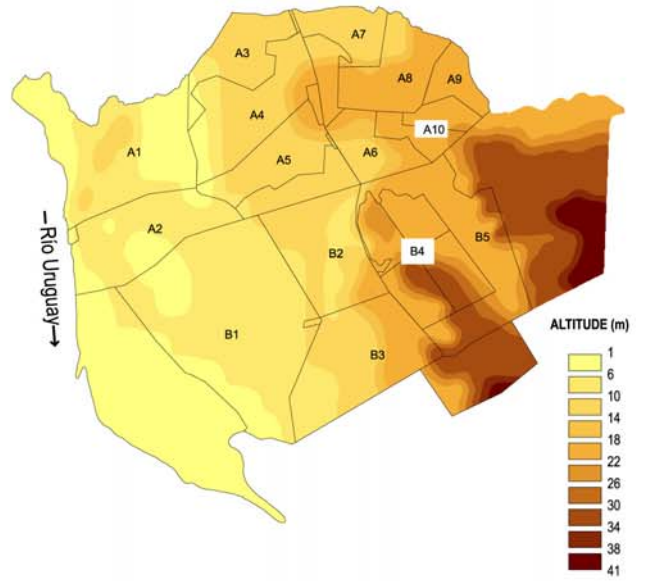 A7
A3
A8
A9
A4
A10
A1
A5
A6
A2
B5
B2
B4
–Rio Uruguay→
B1
B3
ALTITUDE (m)
1
6
10
14
18
22
26
30
34
38
41